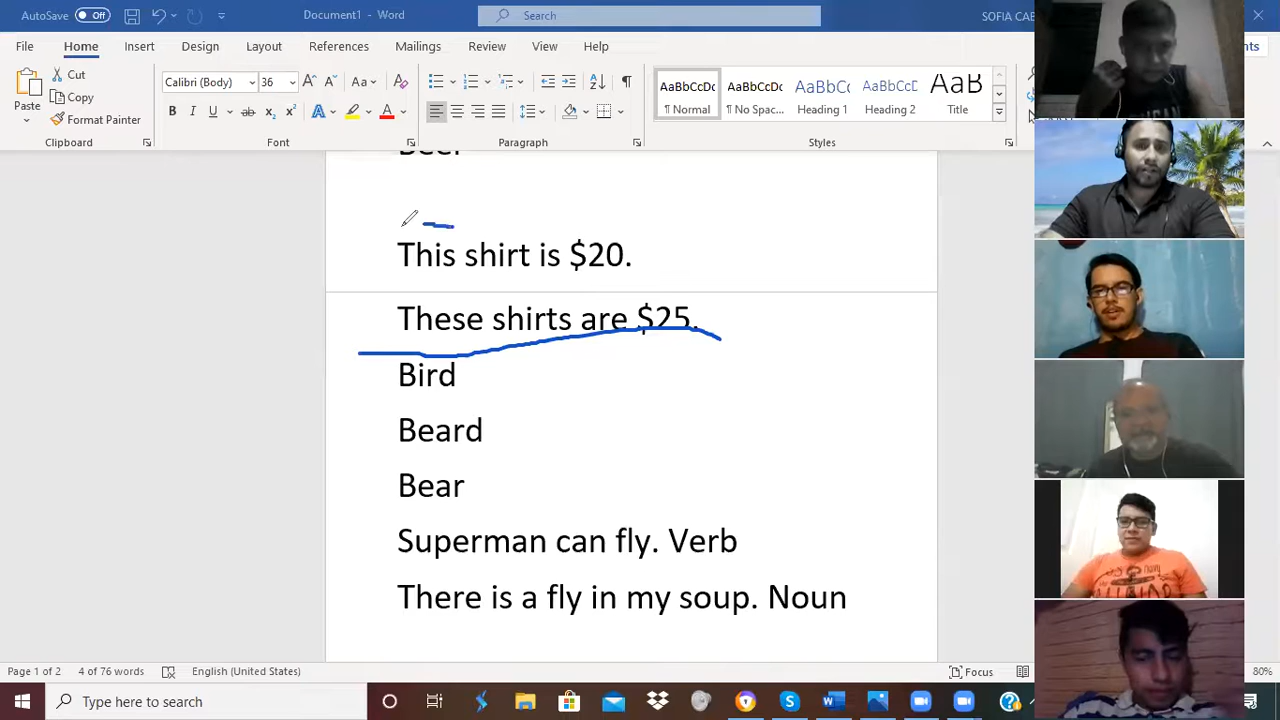 AutoSave Off Document1 - Word Search SOFIA CAB
File Home Insert Design Layout References Mailings Review View Help
Paste Cut Copy Format Painter
Calibri (Body) 36
AaBbCcDc AaBbCcDc AaBbCc AaBbCcD AaB
¶ Normal ¶ No Spac... Heading 1 Heading 2 Title
Clipboard Font Paragraph Styles
Beer
This shirt is $20.
These shirts are $25.
Bird
Beard
Bear
Superman can fly. Verb
There is a fly in my soup. Noun
Page 1 of 2 4 of 76 words English (United States) Focus 80%
Type here to search